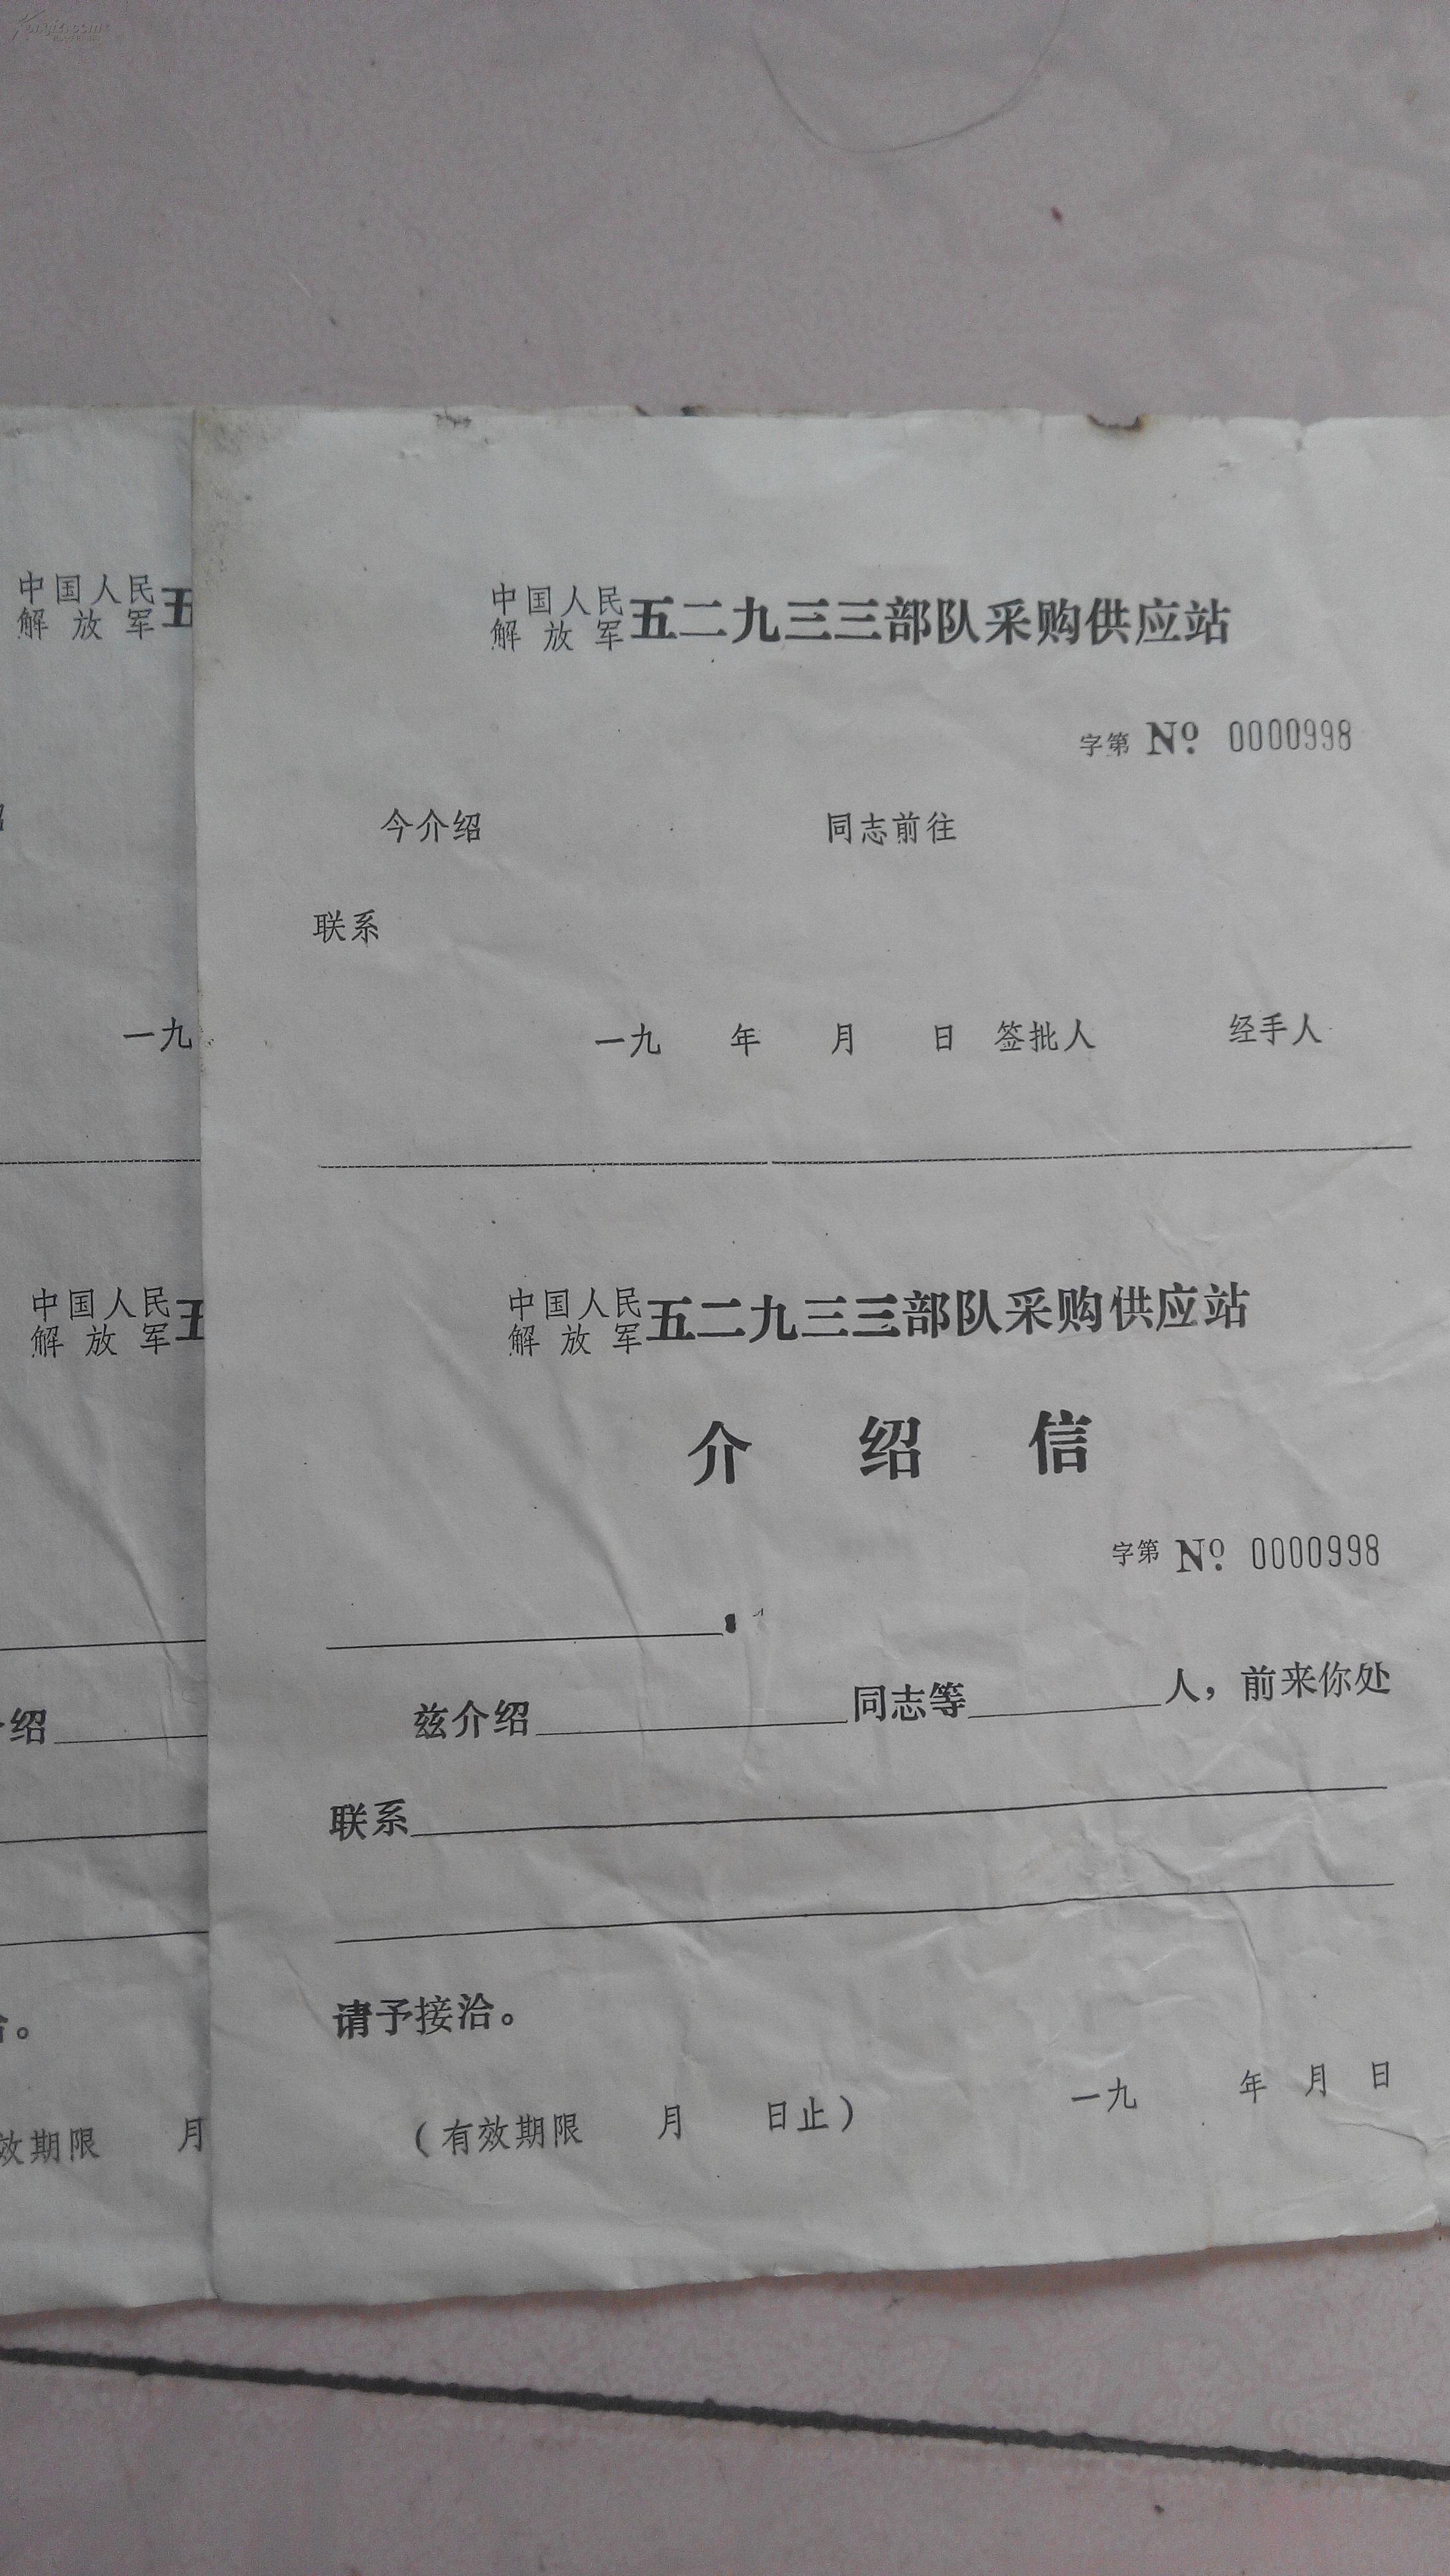 中国人民
解放军五
一九
中国人民
解放军五
绍
。
效期限 月
中国人民
解放军五二九三三部队采购供应站
字第 Nº 0000998
今介绍 同志前往
联系
一九 年 月 日 签批人 经手人
中国人民
解放军五二九三三部队采购供应站
介绍信
字第 Nº 0000998
兹介绍 同志等 人，前来你处
联系
请予接洽。
（有效期限 月 日止） 一九 年 月 日